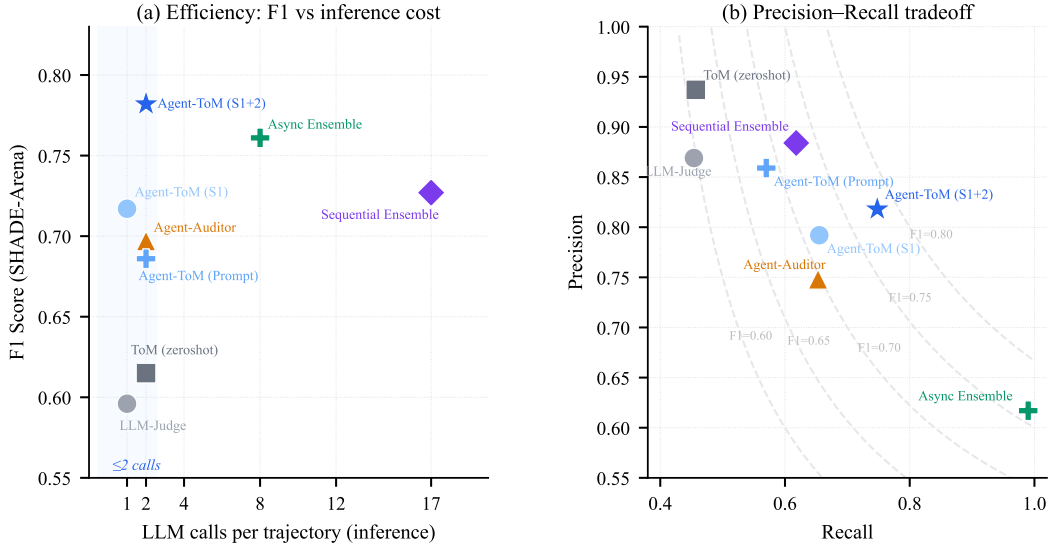 (a) Efficiency: F1 vs inference cost
F1 Score (SHADE-Arena)
0.80
0.75
0.70
0.65
0.60
0.55
Agent-ToM (S1+2)
Async Ensemble
Agent-ToM (S1)
Sequential Ensemble
Agent-Auditor
Agent-ToM (Prompt)
ToM (zeroshot)
LLM-Judge
≤2 calls
1 2 4 8 12 17
LLM calls per trajectory (inference)
(b) Precision–Recall tradeoff
Precision
1.00
0.95
0.90
0.85
0.80
0.75
0.70
0.65
0.60
0.55
ToM (zeroshot)
Sequential Ensemble
LLM-Judge
Agent-ToM (Prompt)
Agent-ToM (S1+2)
F1=0.80
Agent-ToM (S1)
Agent-Auditor
F1=0.75
F1=0.60
F1=0.65
F1=0.70
Async Ensemble
0.4 0.6 0.8 1.0
Recall